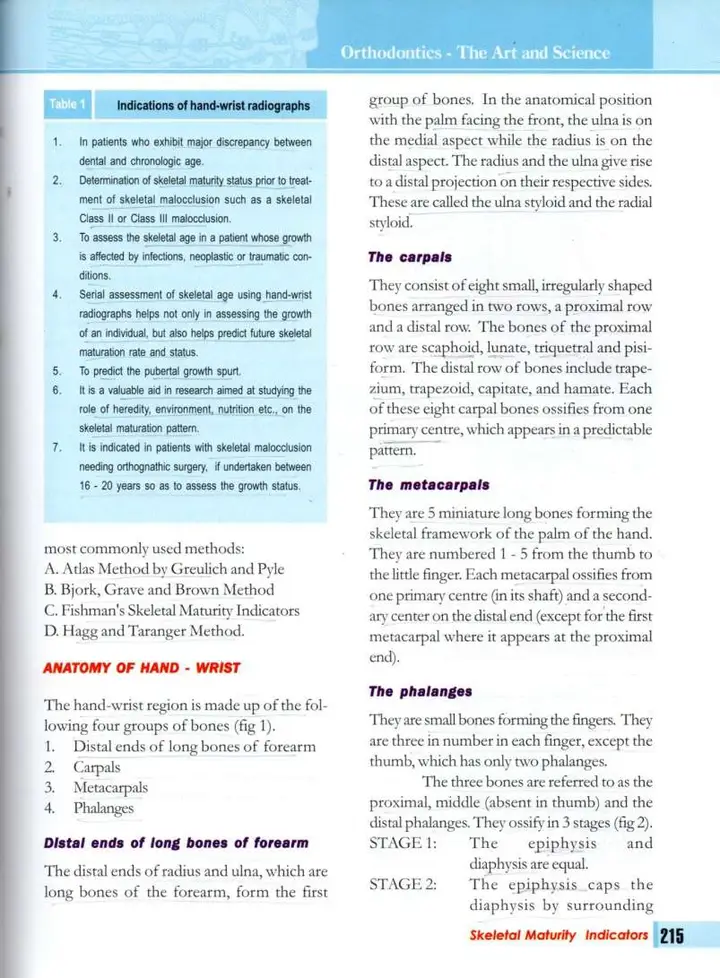 Orthodontics - The Art and Science
Table 1
Indications of hand-wrist radiographs
1. In patients who exhibit major discrepancy between
dental and chronologic age.
2. Determination of skeletal maturity status prior to treat-
ment of skeletal malocclusion such as a skeletal
Class II or Class III malocclusion.
3. To assess the skeletal age in a patient whose growth
is affected by infections, neoplastic or traumatic con-
ditions.
4. Serial assessment of skeletal age using hand-wrist
radiographs helps not only in assessing the growth
of an individual, but also helps predict future skeletal
maturation rate and status.
5. To predict the pubertal growth spurt.
6. It is a valuable aid in research aimed at studying the
role of heredity, environment, nutrition etc., on the
skeletal maturation pattern.
7. It is indicated in patients with skeletal malocclusion
needing orthognathic surgery, if undertaken between
16 - 20 years so as to assess the growth status.
most commonly used methods:
A. Atlas Method by Greulich and Pyle
B. Bjork, Grave and Brown Method
C. Fishman's Skeletal Maturity Indicators
D. Hagg and Taranger Method.
ANATOMY OF HAND - WRIST
The hand-wrist region is made up of the fol-
lowing four groups of bones (fig 1).
1. Distal ends of long bones of forearm
2. Carpals
3. Metacarpals
4. Phalanges
Distal ends of long bones of forearm
The distal ends of radius and ulna, which are
long bones of the forearm, form the first
group of bones. In the anatomical position
with the palm facing the front, the ulna is on
the medial aspect while the radius is on the
distal aspect. The radius and the ulna give rise
to a distal projection on their respective sides.
These are called the ulna styloid and the radial
styloid.
The carpals
They consist of eight small, irregularly shaped
bones arranged in two rows, a proximal row
and a distal row. The bones of the proximal
row are scaphoid, lunate, triquetral and pisi-
form. The distal row of bones include trape-
zium, trapezoid, capitate, and hamate. Each
of these eight carpal bones ossifies from one
primary centre, which appears in a predictable
pattern.
The metacarpals
They are 5 miniature long bones forming the
skeletal framework of the palm of the hand.
They are numbered 1 - 5 from the thumb to
the little finger. Each metacarpal ossifies from
one primary centre (in its shaft) and a second-
ary center on the distal end (except for the first
metacarpal where it appears at the proximal
end).
The phalanges
They are small bones forming the fingers. They
are three in number in each finger, except the
thumb, which has only two phalanges.
The three bones are referred to as the
proximal, middle (absent in thumb) and the
distal phalanges. They ossify in 3 stages (fig 2).
STAGE 1: The epiphysis and
diaphysis are equal.
STAGE 2: The epiphysis caps the
diaphysis by surrounding
Skeletal Maturity Indicators 215